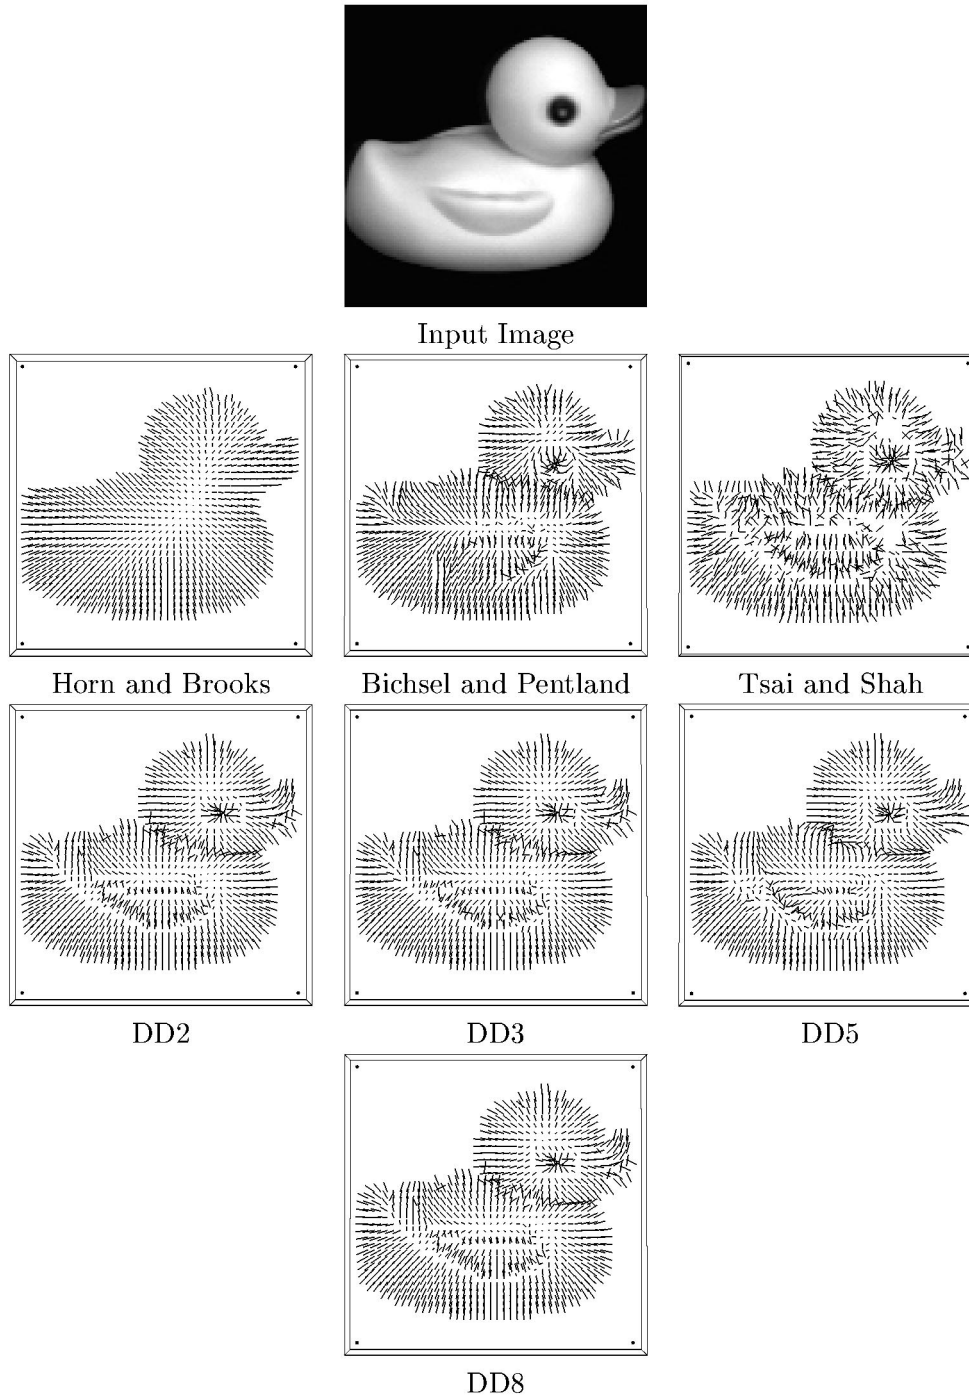 Input Image
Horn and Brooks
Bichsel and Pentland
Tsai and Shah
DD2
DD3
DD5
DD8